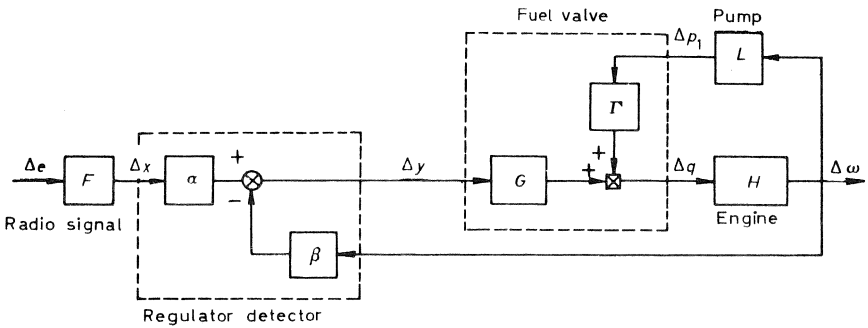 Fuel valve
Pump
Δp₁
L
Γ
Δe
F
Δx
α
+
−
Δy
G
+
+
Δq
H
Δω
Radio signal
Engine
β
Regulator detector